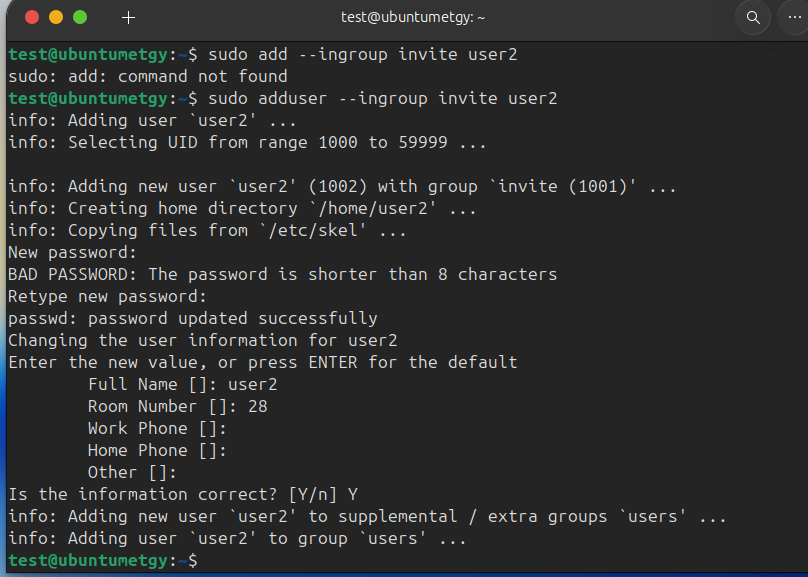 test@ubuntumetgy: ~
test@ubuntumetgy:~$ sudo add --ingroup invite user2
sudo: add: command not found
test@ubuntumetgy:~$ sudo adduser --ingroup invite user2
info: Adding user `user2' ...
info: Selecting UID from range 1000 to 59999 ...
info: Adding new user `user2' (1002) with group `invite (1001)' ...
info: Creating home directory `/home/user2' ...
info: Copying files from `/etc/skel' ...
New password:
BAD PASSWORD: The password is shorter than 8 characters
Retype new password:
passwd: password updated successfully
Changing the user information for user2
Enter the new value, or press ENTER for the default
Full Name []: user2
Room Number []: 28
Work Phone []:
Home Phone []:
Other []:
Is the information correct? [Y/n] Y
info: Adding new user `user2' to supplemental / extra groups `users' ...
info: Adding user `user2' to group `users' ...
test@ubuntumetgy:~$